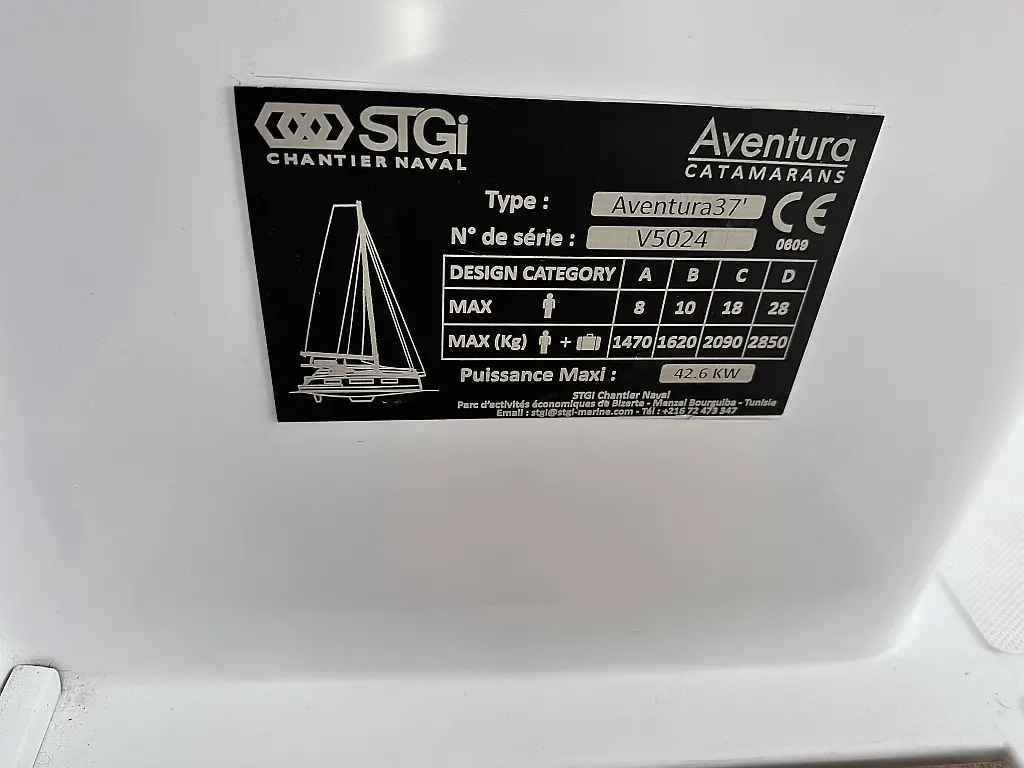 STGi
CHANTIER NAVAL
Aventura
CATAMARANS
Type : Aventura37' CE
N° de série : V5024 0609
DESIGN CATEGORY A B C D
MAX 8 10 18 28
MAX (Kg) + 1470 1620 2090 2850
Puissance Maxi : 42.6 KW
STGI Chantier Naval
Parc d'activités économiques de Bizerta - Menzel Bourguiba - Tunisie
Email : stgi@stgi-marine.com - Tél : +216 72 473 347